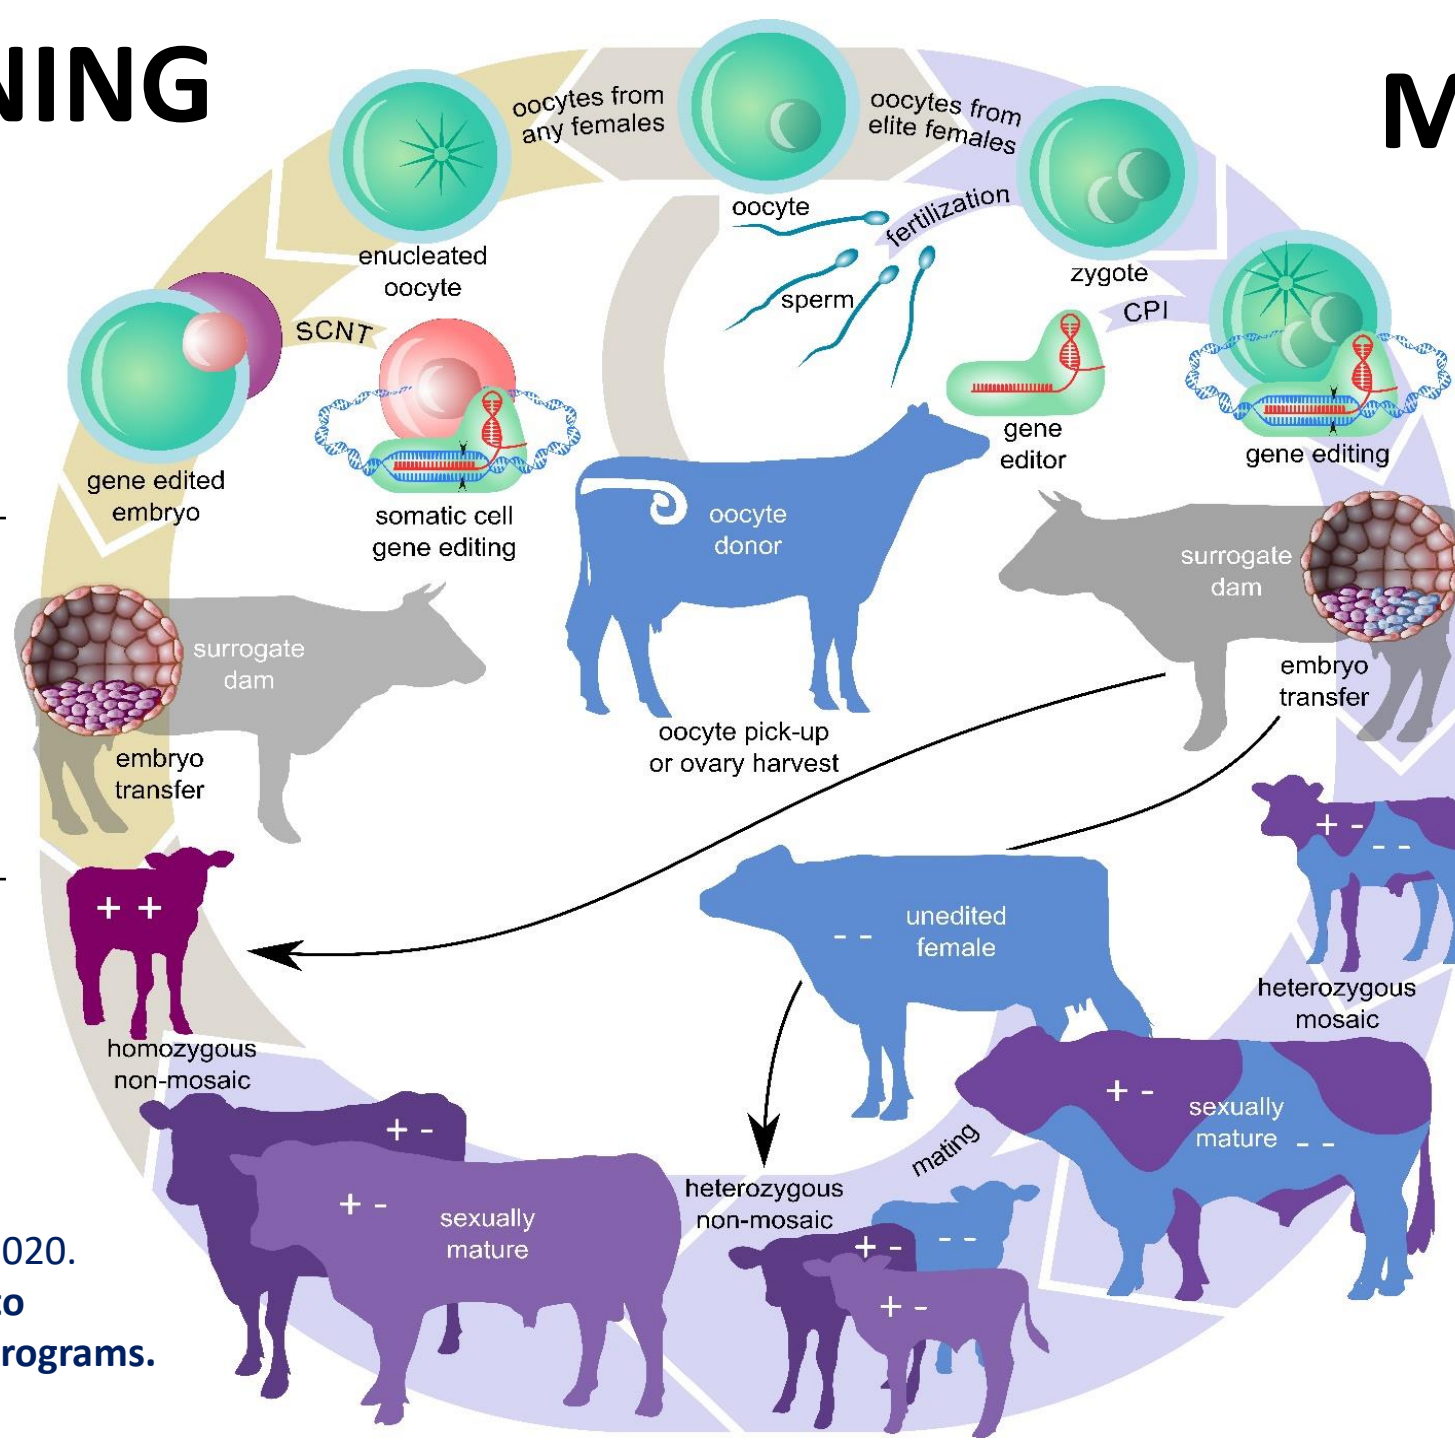 NING
M
oocytes from
any females
oocytes from
elite females
oocyte
fertilization
sperm
zygote
enucleated
oocyte
CPI
SCNT
gene
editor
gene editing
gene edited
embryo
somatic cell
gene editing
oocyte
donor
surrogate
dam
surrogate
dam
embryo
transfer
oocyte pick-up
or ovary harvest
embryo
transfer
+ -
- -
+ +
- -
unedited
female
heterozygous
mosaic
homozygous
non-mosaic
+ -
sexually
mature
- -
mating
+ -
+ -
sexually
mature
heterozygous
non-mosaic
+ -
- -
+ -
020.
to
rograms.